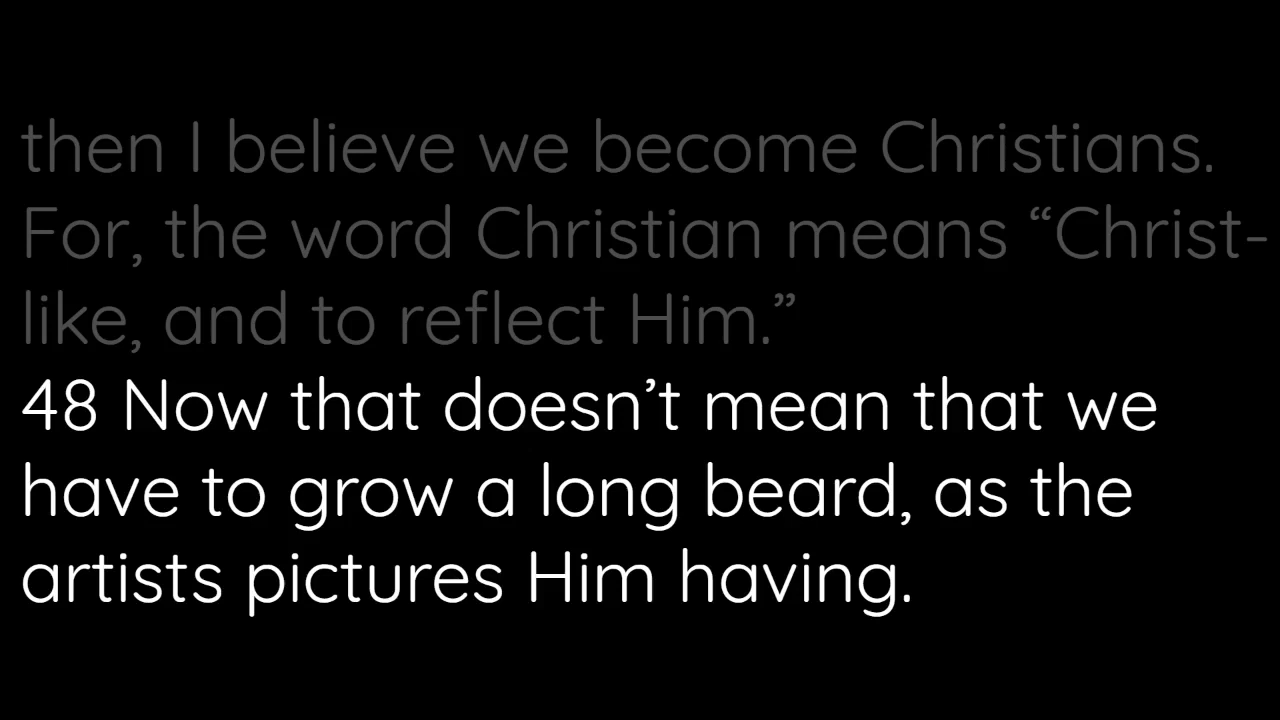 then I believe we become Christians.
For, the word Christian means “Christ-
like, and to reflect Him.”
48 Now that doesn’t mean that we
have to grow a long beard, as the
artists pictures Him having.